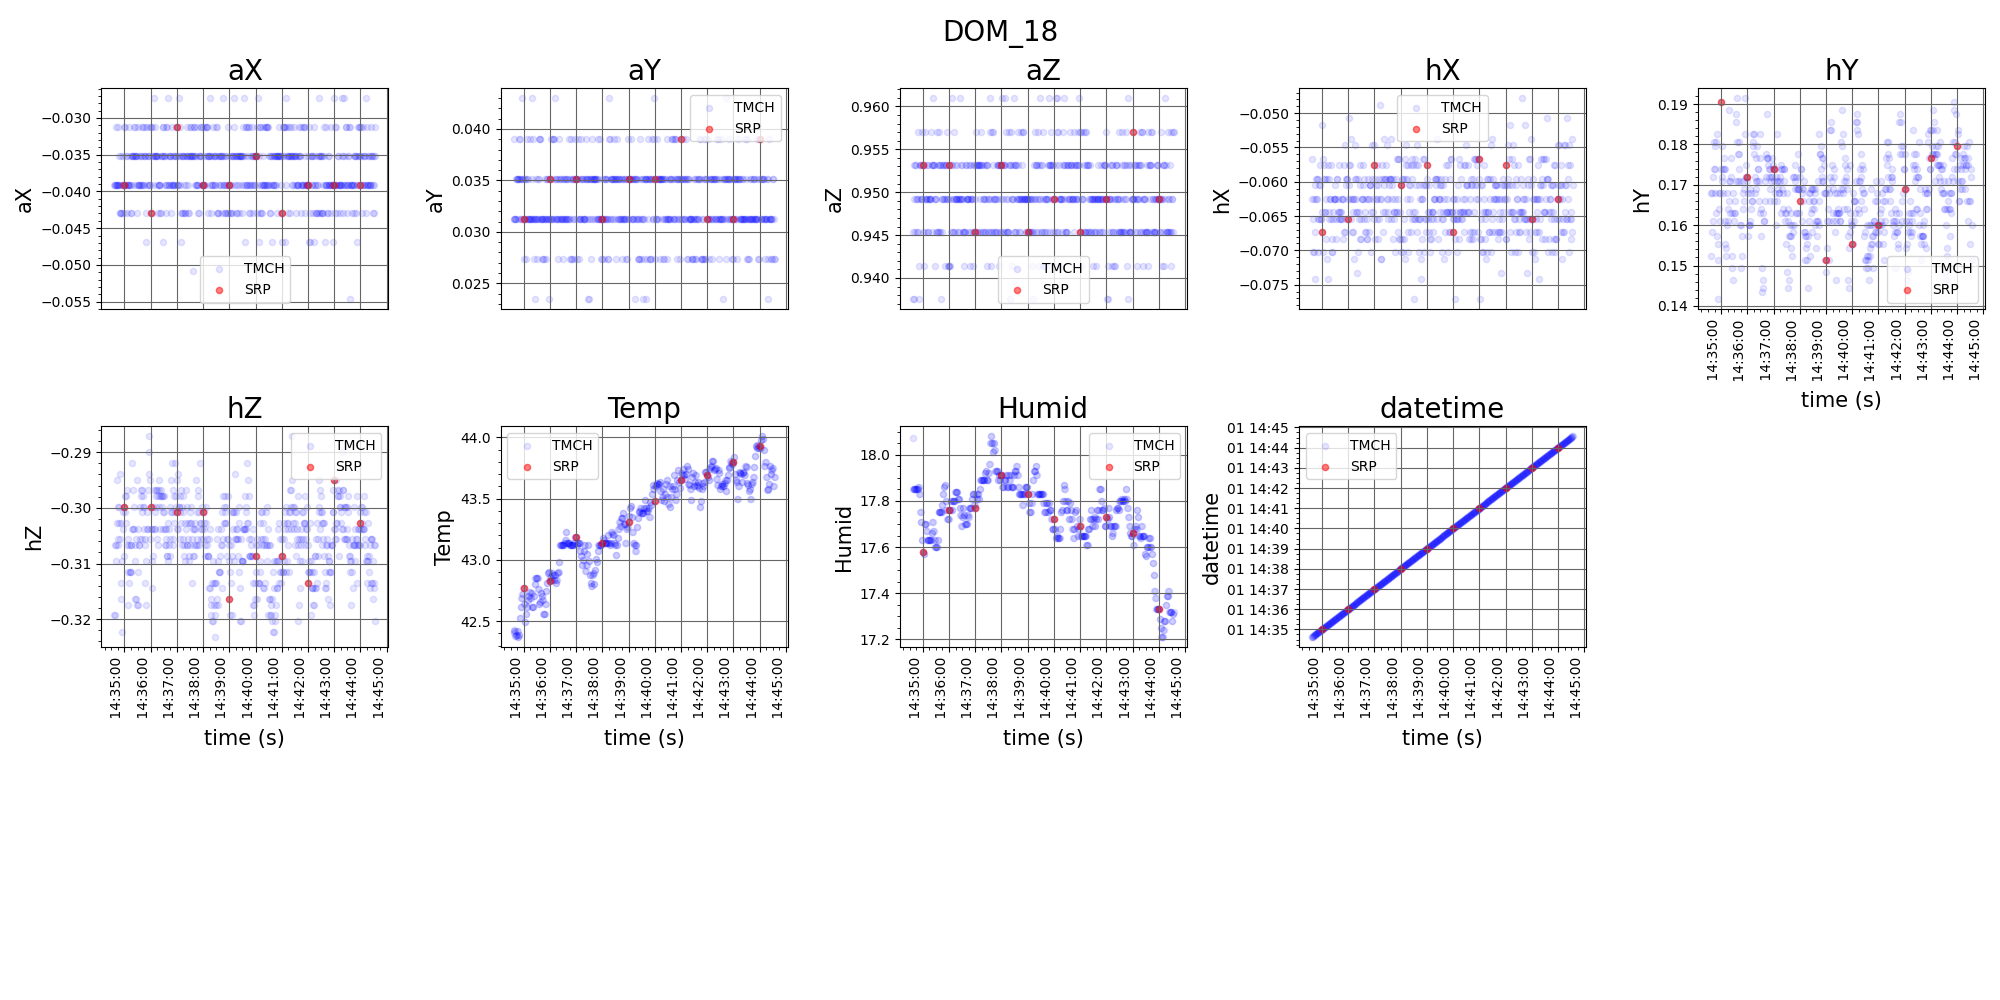 DOM_18
aX
aX
−0.030
−0.035
−0.040
−0.045
−0.050
−0.055
TMCH
SRP
aY
aY
0.040
0.035
0.030
0.025
TMCH
SRP
aZ
aZ
0.960
0.955
0.950
0.945
0.940
TMCH
SRP
hX
hX
−0.050
−0.055
−0.060
−0.065
−0.070
−0.075
TMCH
SRP
hY
hY
0.19
0.18
0.17
0.16
0.15
0.14
TMCH
SRP
14:35:00
14:36:00
14:37:00
14:38:00
14:39:00
14:40:00
14:41:00
14:42:00
14:43:00
14:44:00
14:45:00
time (s)
hZ
hZ
−0.29
−0.30
−0.31
−0.32
TMCH
SRP
14:35:00
14:36:00
14:37:00
14:38:00
14:39:00
14:40:00
14:41:00
14:42:00
14:43:00
14:44:00
14:45:00
time (s)
Temp
Temp
44.0
43.5
43.0
42.5
TMCH
SRP
14:35:00
14:36:00
14:37:00
14:38:00
14:39:00
14:40:00
14:41:00
14:42:00
14:43:00
14:44:00
14:45:00
time (s)
Humid
Humid
18.0
17.8
17.6
17.4
17.2
TMCH
SRP
14:35:00
14:36:00
14:37:00
14:38:00
14:39:00
14:40:00
14:41:00
14:42:00
14:43:00
14:44:00
14:45:00
time (s)
datetime
datetime
01 14:45
01 14:44
01 14:43
01 14:42
01 14:41
01 14:40
01 14:39
01 14:38
01 14:37
01 14:36
01 14:35
TMCH
SRP
14:35:00
14:36:00
14:37:00
14:38:00
14:39:00
14:40:00
14:41:00
14:42:00
14:43:00
14:44:00
14:45:00
time (s)